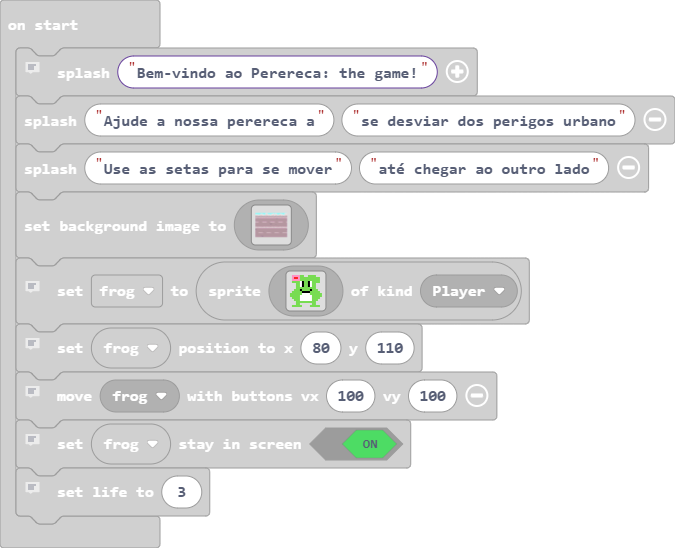 on start
splash "Bem-vindo ao Perereca: the game!"
splash "Ajude a nossa perereca a" "se desviar dos perigos urbano"
splash "Use as setas para se mover" "até chegar ao outro lado"
set background image to
set frog to sprite of kind Player
set frog position to x 80 y 110
move frog with buttons vx 100 vy 100
set frog stay in screen ON
set life to 3